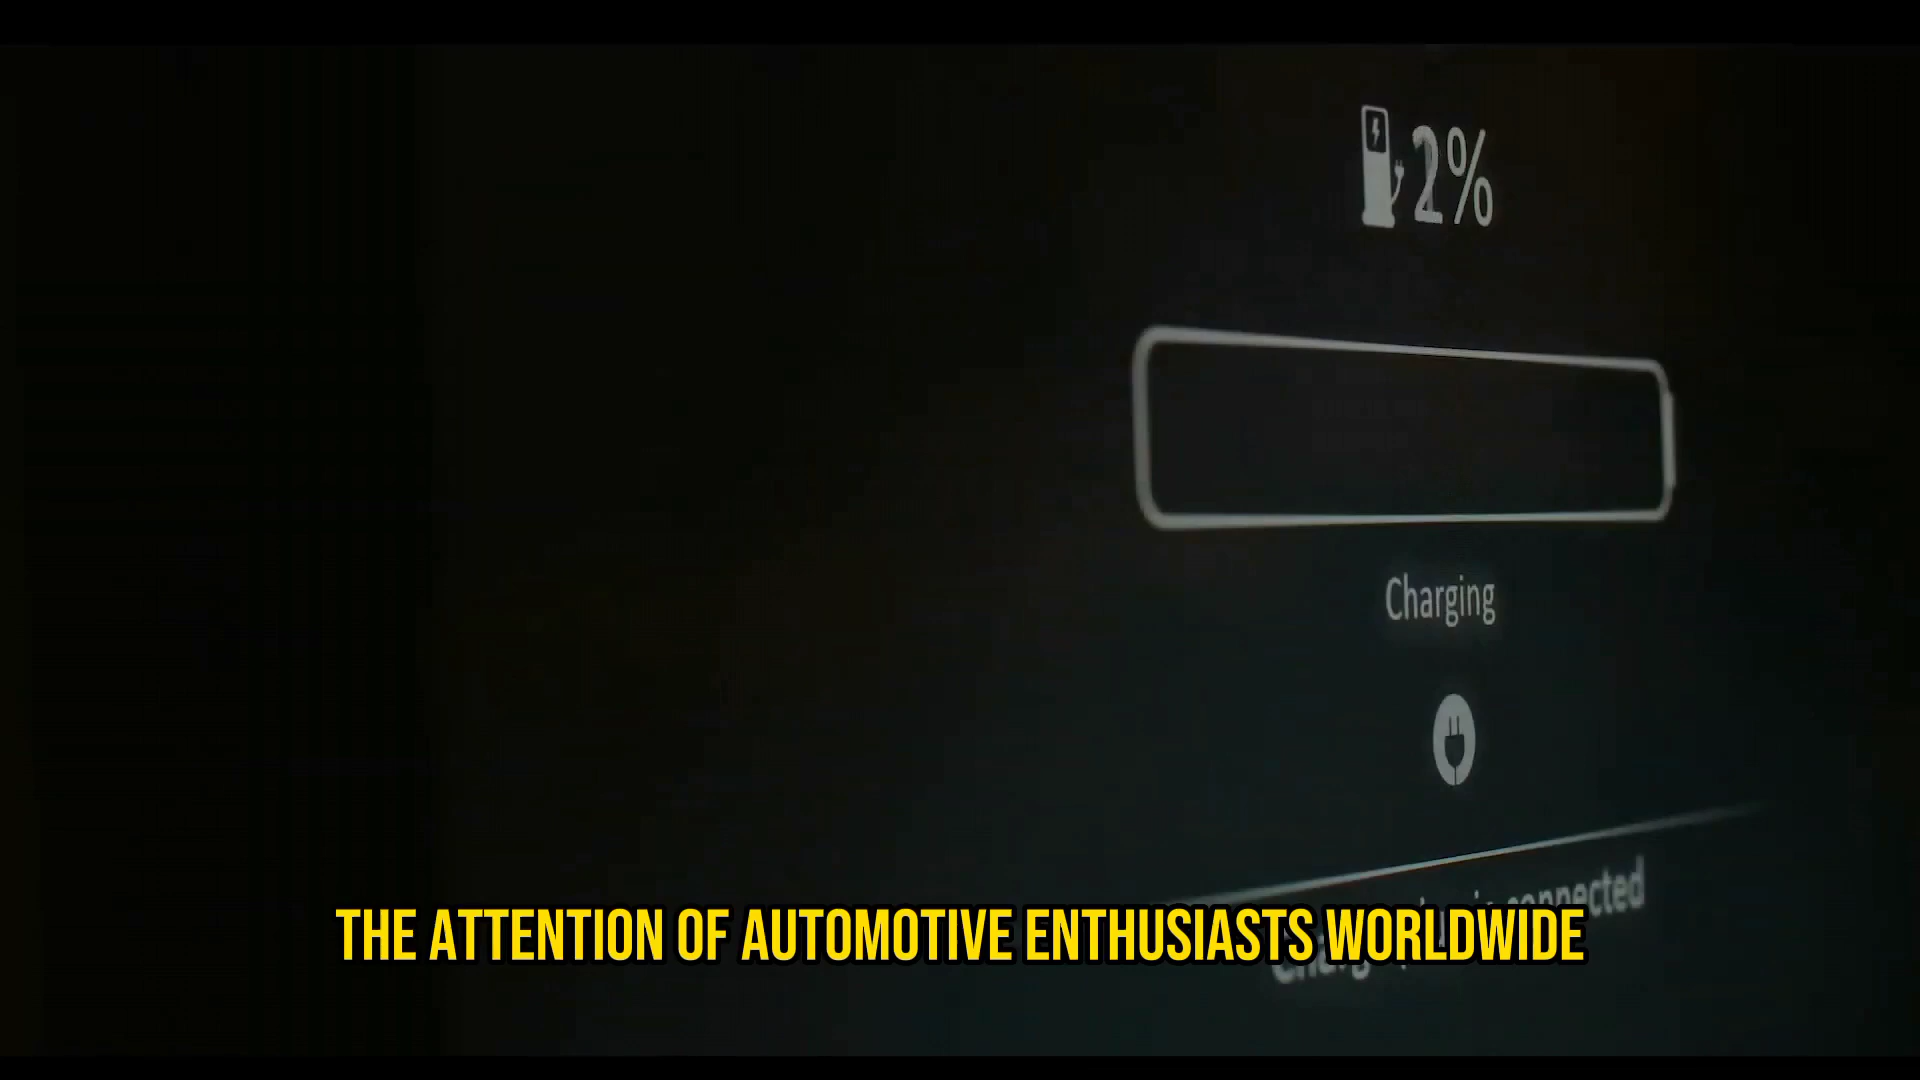 2%
Charging
connected
THE ATTENTION OF AUTOMOTIVE ENTHUSIASTS WORLDWIDE